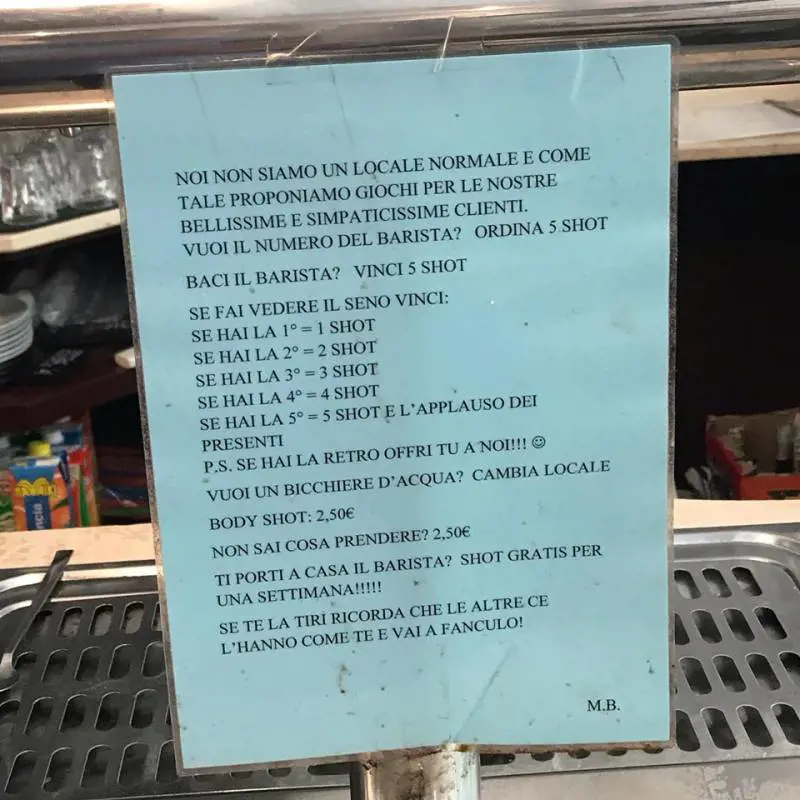 NOI NON SIAMO UN LOCALE NORMALE E COME
TALE PROPONIAMO GIOCHI PER LE NOSTRE
BELLISSIME E SIMPATICISSIME CLIENTI.
VUOI IL NUMERO DEL BARISTA? ORDINA 5 SHOT
BACI IL BARISTA? VINCI 5 SHOT
SE FAI VEDERE IL SENO VINCI:
SE HAI LA 1° = 1 SHOT
SE HAI LA 2° = 2 SHOT
SE HAI LA 3° = 3 SHOT
SE HAI LA 4° = 4 SHOT
SE HAI LA 5° = 5 SHOT E L'APPLAUSO DEI
PRESENTI
P.S. SE HAI LA RETRO OFFRI TU A NOI!!! ☺
VUOI UN BICCHIERE D'ACQUA? CAMBIA LOCALE
BODY SHOT: 2,50€
NON SAI COSA PRENDERE? 2,50€
TI PORTI A CASA IL BARISTA? SHOT GRATIS PER
UNA SETTIMANA!!!!!
SE TE LA TIRI RICORDA CHE LE ALTRE CE
L'HANNO COME TE E VAI A FANCULO!
M.B.